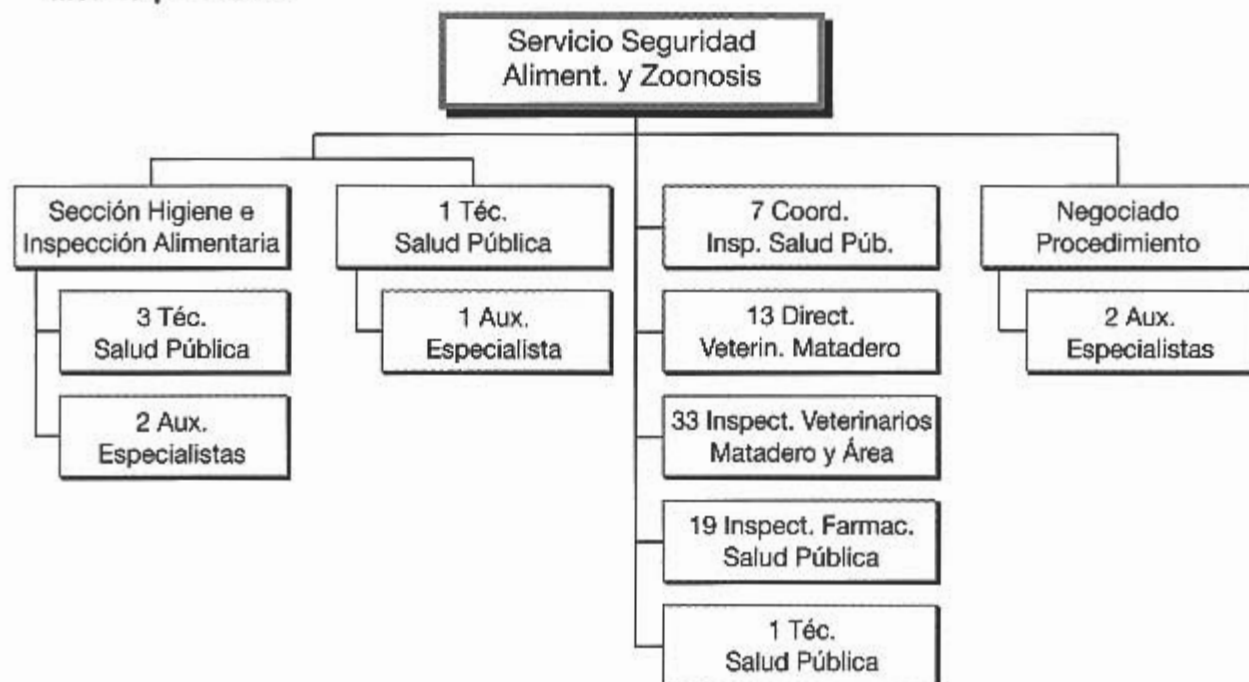 Servicio Seguridad
Aliment. y Zoonosis
Sección Higiene e
Inspección Alimentaria
3 Téc.
Salud Pública
2 Aux.
Especialistas
1 Téc.
Salud Pública
1 Aux.
Especialista
7 Coord.
Insp. Salud Púb.
13 Direct.
Veterin. Matadero
33 Inspect. Veterinarios
Matadero y Área
19 Inspect. Farmac.
Salud Pública
1 Téc.
Salud Pública
Negociado
Procedimiento
2 Aux.
Especialistas